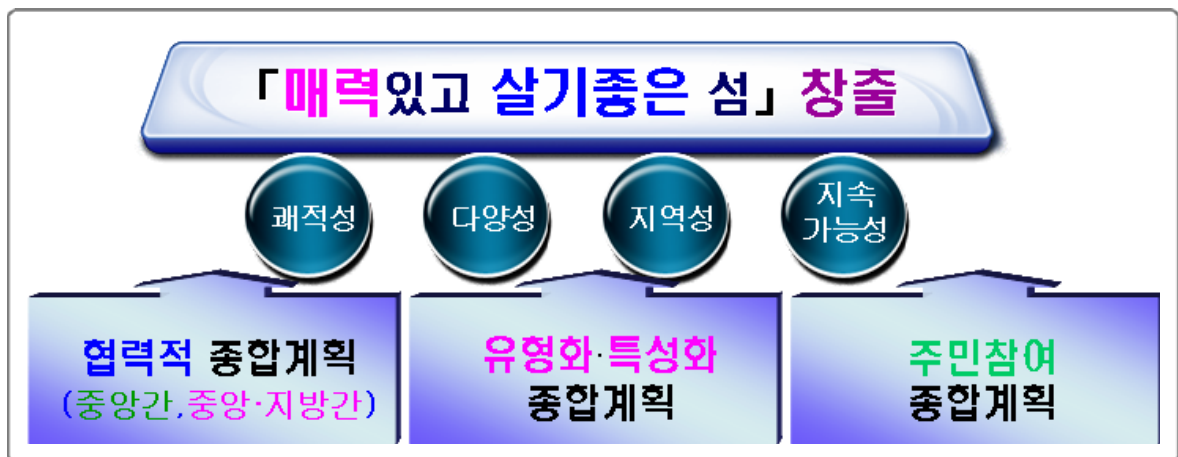 「매력있고 살기좋은 섬」 창출
쾌적성
다양성
지역성
지속
가능성
협력적 종합계획
(중앙간,중앙·지방간)
유형화·특성화
종합계획
주민참여
종합계획